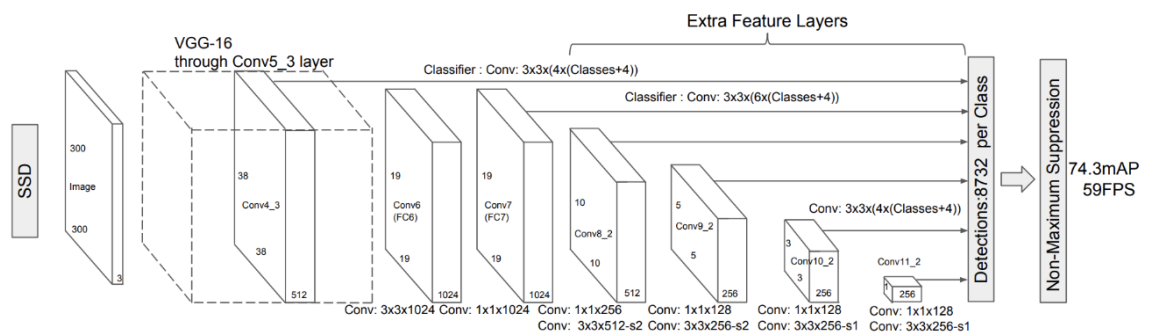 Extra Feature Layers
VGG-16
through Conv5_3 layer
Classifier : Conv: 3x3x(4x(Classes+4))
Classifier : Conv: 3x3x(6x(Classes+4))
SSD
300
Image
300
3
38
Conv4_3
38
512
19
Conv6
(FC6)
19
1024
19
Conv7
(FC7)
19
1024
10
Conv8_2
10
512
5
Conv9_2
5
256
Conv: 3x3x(4x(Classes+4))
3
Conv10_2
3
256
Conv11_2
1
256
Conv: 3x3x1024
Conv: 1x1x1024
Conv: 1x1x256
Conv: 3x3x512-s2
Conv: 1x1x128
Conv: 3x3x256-s2
Conv: 1x1x128
Conv: 3x3x256-s1
Conv: 1x1x128
Conv: 3x3x256-s1
Detections:8732 per Class
Non-Maximum Suppression
74.3mAP
59FPS